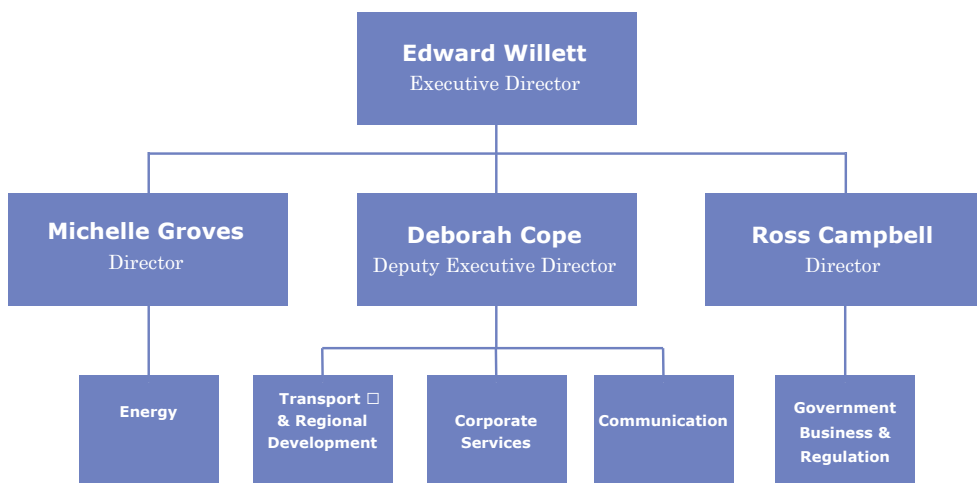 Edward Willett
Executive Director
Michelle Groves
Director
Deborah Cope
Deputy Executive Director
Ross Campbell
Director
Energy
Transport □
& Regional
Development
Corporate
Services
Communication
Government
Business &
Regulation